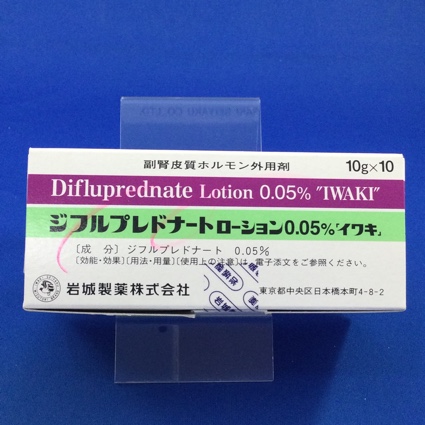 副腎皮質ホルモン外用剤
10g×10
Difluprednate Lotion 0.05% "IWAKI"
ジフルプレドナートローション0.05%「イワキ」
〔成 分〕ジフルプレドナート 0.05%
〔効能・効果〕〔用法・用量〕〔使用上の注意〕は、電子添文をご参照ください。
岩城製薬株式会社
東京都中央区日本橋本町4-8-2